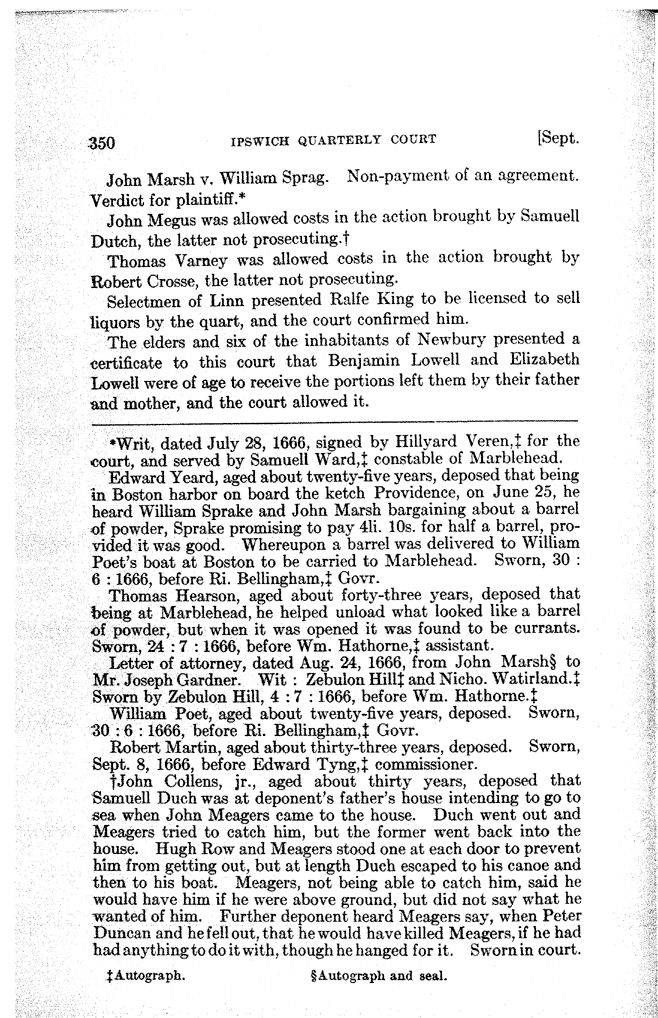 350 IPSWICH QUARTERLY COURT [Sept.
John Marsh v. William Sprag. Non-payment of an agreement.
Verdict for plaintiff.*
John Megus was allowed costs in the action brought by Samuell
Dutch, the latter not prosecuting.†
Thomas Varney was allowed costs in the action brought by
Robert Crosse, the latter not prosecuting.
Selectmen of Linn presented Ralfe King to be licensed to sell
liquors by the quart, and the court confirmed him.
The elders and six of the inhabitants of Newbury presented a
certificate to this court that Benjamin Lowell and Elizabeth
Lowell were of age to receive the portions left them by their father
and mother, and the court allowed it.
*Writ, dated July 28, 1666, signed by Hillyard Veren,‡ for the
court, and served by Samuell Ward,‡ constable of Marblehead.
Edward Yeard, aged about twenty-five years, deposed that being
in Boston harbor on board the ketch Providence, on June 25, he
heard William Sprake and John Marsh bargaining about a barrel
of powder, Sprake promising to pay 4li. 10s. for half a barrel, pro-
vided it was good. Whereupon a barrel was delivered to William
Poet's boat at Boston to be carried to Marblehead. Sworn, 30 :
6 : 1666, before Ri. Bellingham,‡ Govr.
Thomas Hearson, aged about forty-three years, deposed that
being at Marblehead, he helped unload what looked like a barrel
of powder, but when it was opened it was found to be currants.
Sworn, 24 : 7 : 1666, before Wm. Hathorne,‡ assistant.
Letter of attorney, dated Aug. 24, 1666, from John Marsh§ to
Mr. Joseph Gardner. Wit : Zebulon Hill‡ and Nicho. Watirland.‡
Sworn by Zebulon Hill, 4 : 7 : 1666, before Wm. Hathorne.‡
William Poet, aged about twenty-five years, deposed. Sworn,
30 : 6 : 1666, before Ri. Bellingham,‡ Govr.
Robert Martin, aged about thirty-three years, deposed. Sworn,
Sept. 8, 1666, before Edward Tyng,‡ commissioner.
†John Collens, jr., aged about thirty years, deposed that
Samuell Duch was at deponent's father's house intending to go to
sea when John Meagers came to the house. Duch went out and
Meagers tried to catch him, but the former went back into the
house. Hugh Row and Meagers stood one at each door to prevent
him from getting out, but at length Duch escaped to his canoe and
then to his boat. Meagers, not being able to catch him, said he
would have him if he were above ground, but did not say what he
wanted of him. Further deponent heard Meagers say, when Peter
Duncan and he fell out, that he would have killed Meagers, if he had
had anything to do it with, though he hanged for it. Sworn in court.
‡Autograph. §Autograph and seal.